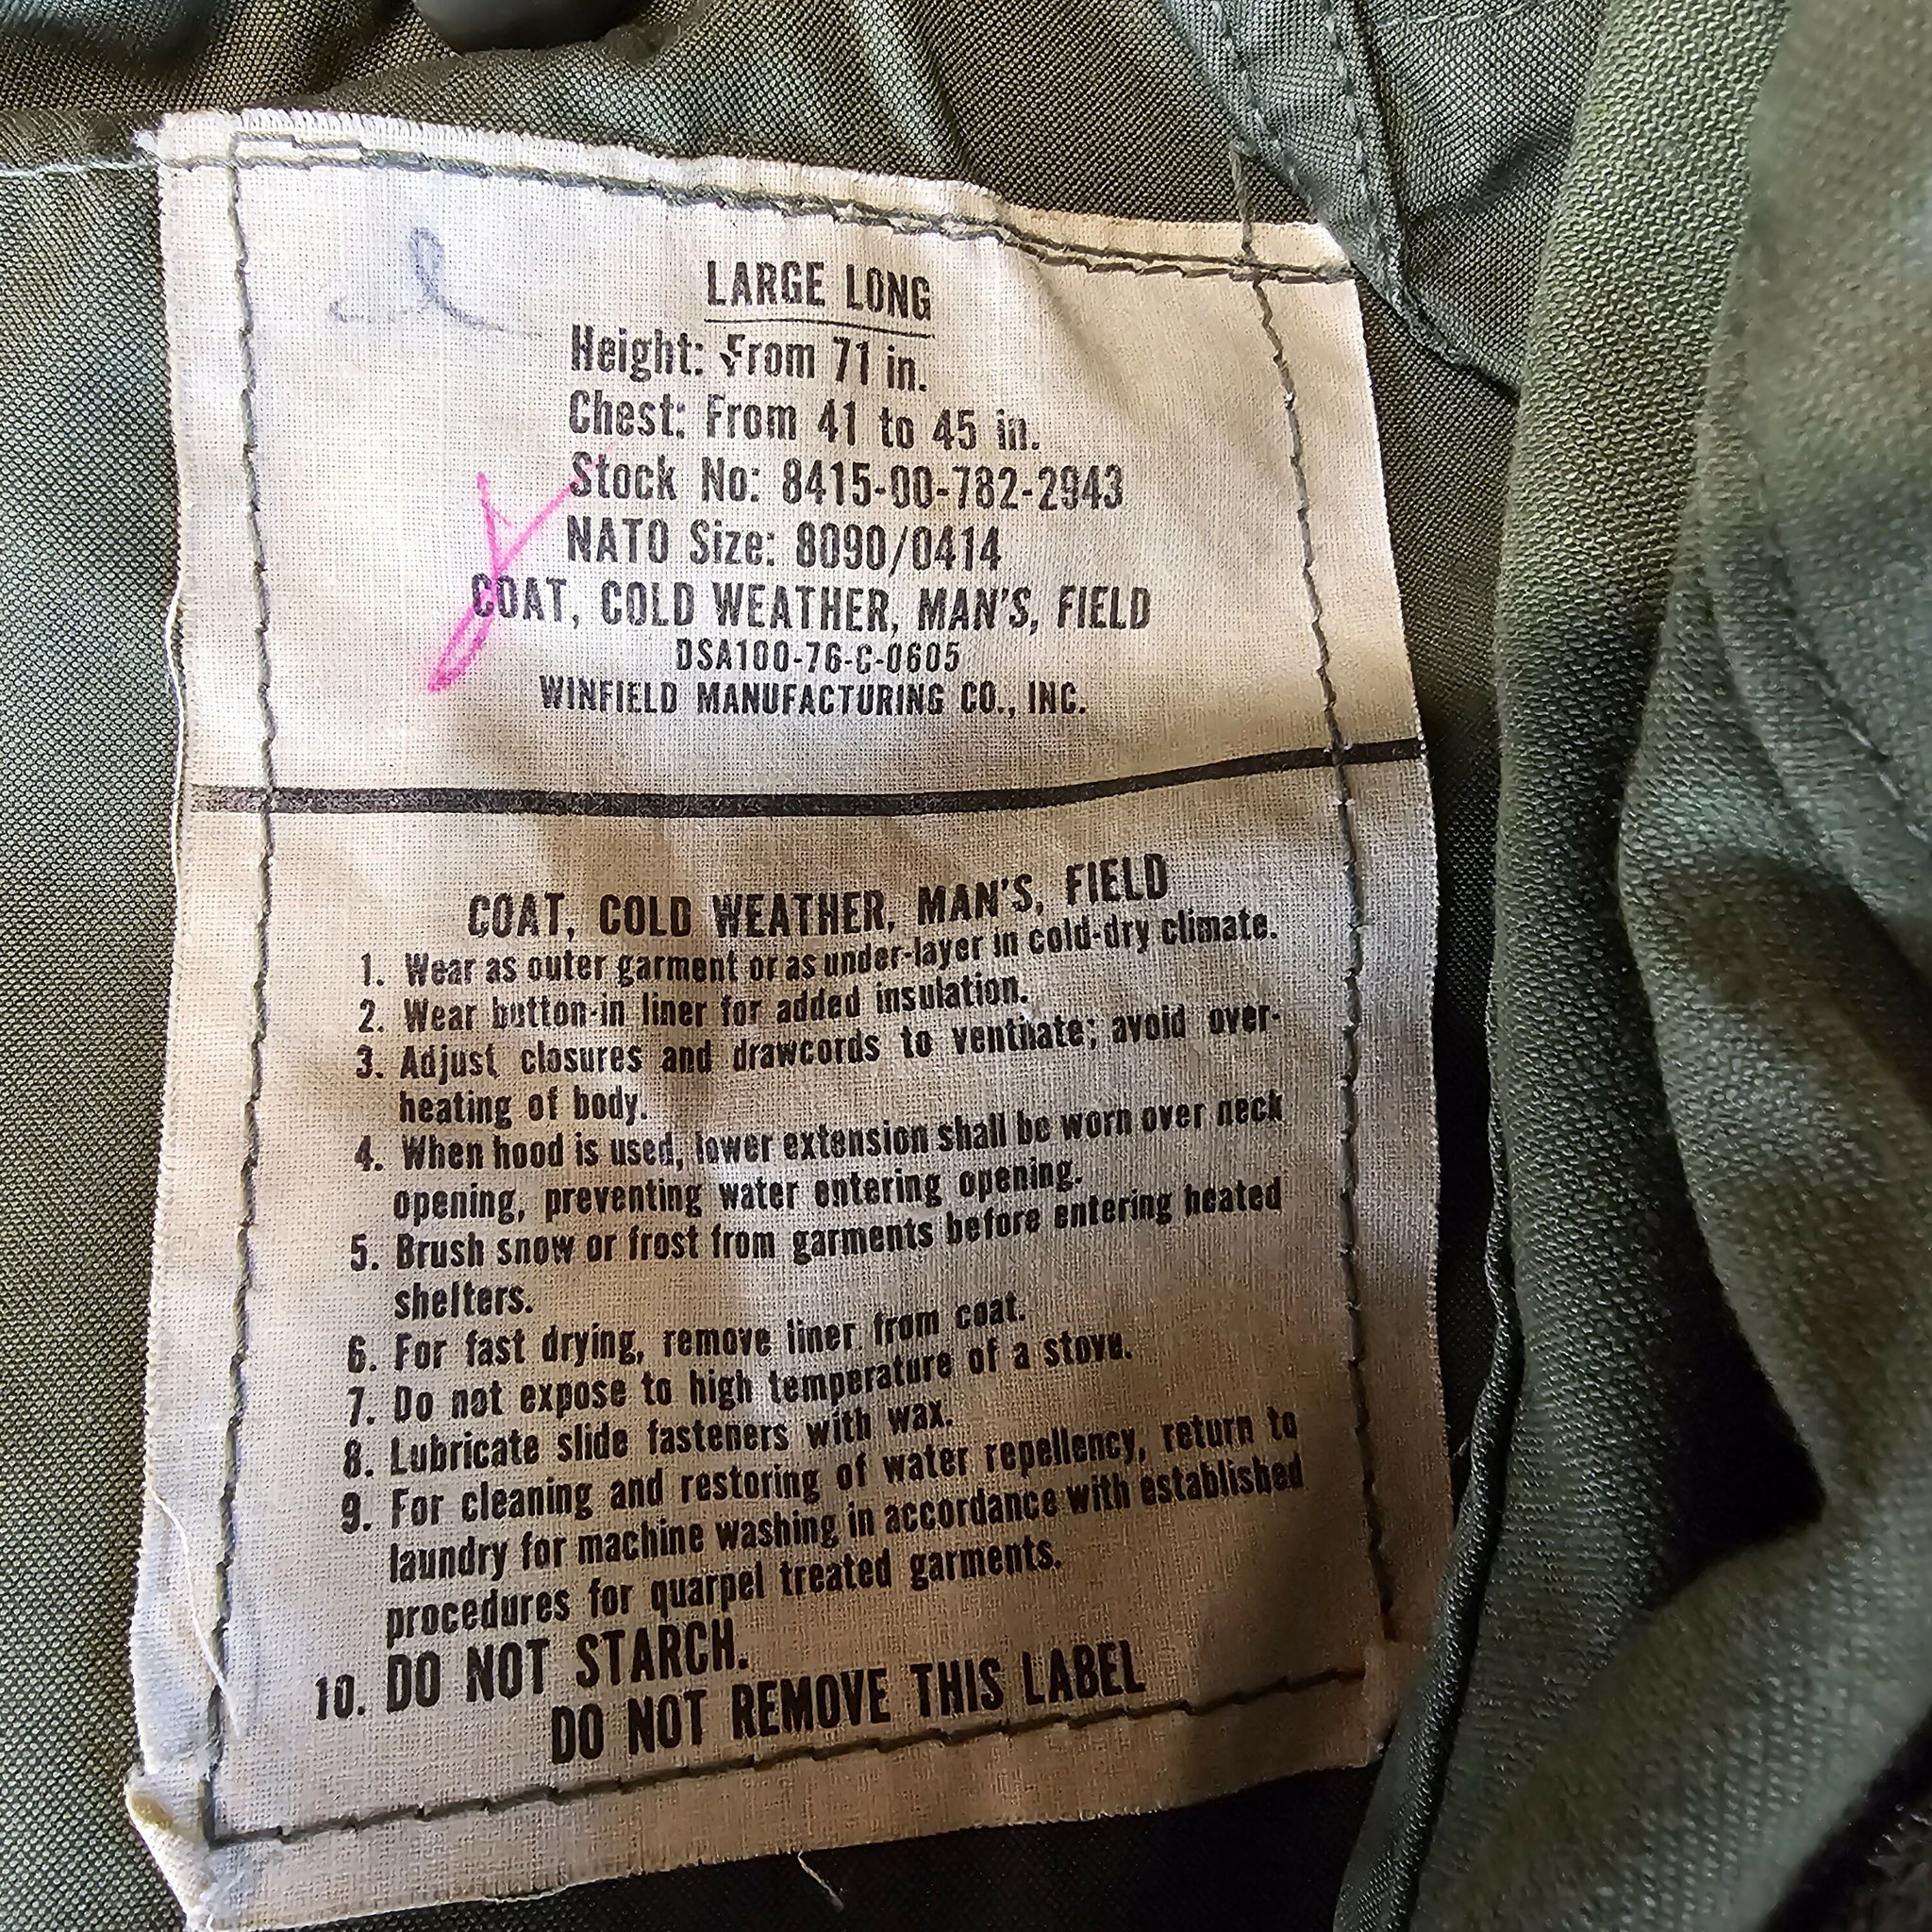 LARGE LONG
Height: From 71 in.
Chest: From 41 to 45 in.
Stock No: 8415-00-782-2943
NATO Size: 8090/0414
COAT, COLD WEATHER, MAN'S, FIELD
DSA100-76-C-0605
WINFIELD MANUFACTURING CO., INC.
COAT, COLD WEATHER, MAN'S, FIELD
1. Wear as outer garment or as under-layer in cold-dry climate.
2. Wear button-in liner for added insulation.
3. Adjust closures and drawcords to ventilate; avoid over-
heating of body.
4. When hood is used, lower extension shall be worn over neck
opening, preventing water entering opening.
5. Brush snow or frost from garments before entering heated
shelters.
6. For fast drying, remove liner from coat.
7. Do not expose to high temperature of a stove.
8. Lubricate slide fasteners with wax.
9. For cleaning and restoring of water repellency, return to
laundry for machine washing in accordance with established
procedures for quarpel treated garments.
10. DO NOT STARCH.
DO NOT REMOVE THIS LABEL